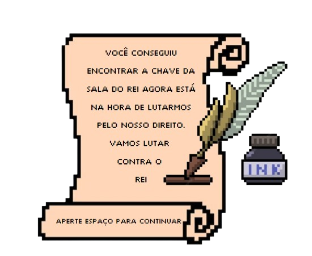 VOCÊ CONSEGUIU
ENCONTRAR A CHAVE DA
SALA DO REI AGORA ESTÁ
NA HORA DE LUTARMOS
PELO NOSSO DIREITO.
VAMOS LUTAR
CONTRA O
REI
INK
APERTE ESPAÇO PARA CONTINUAR